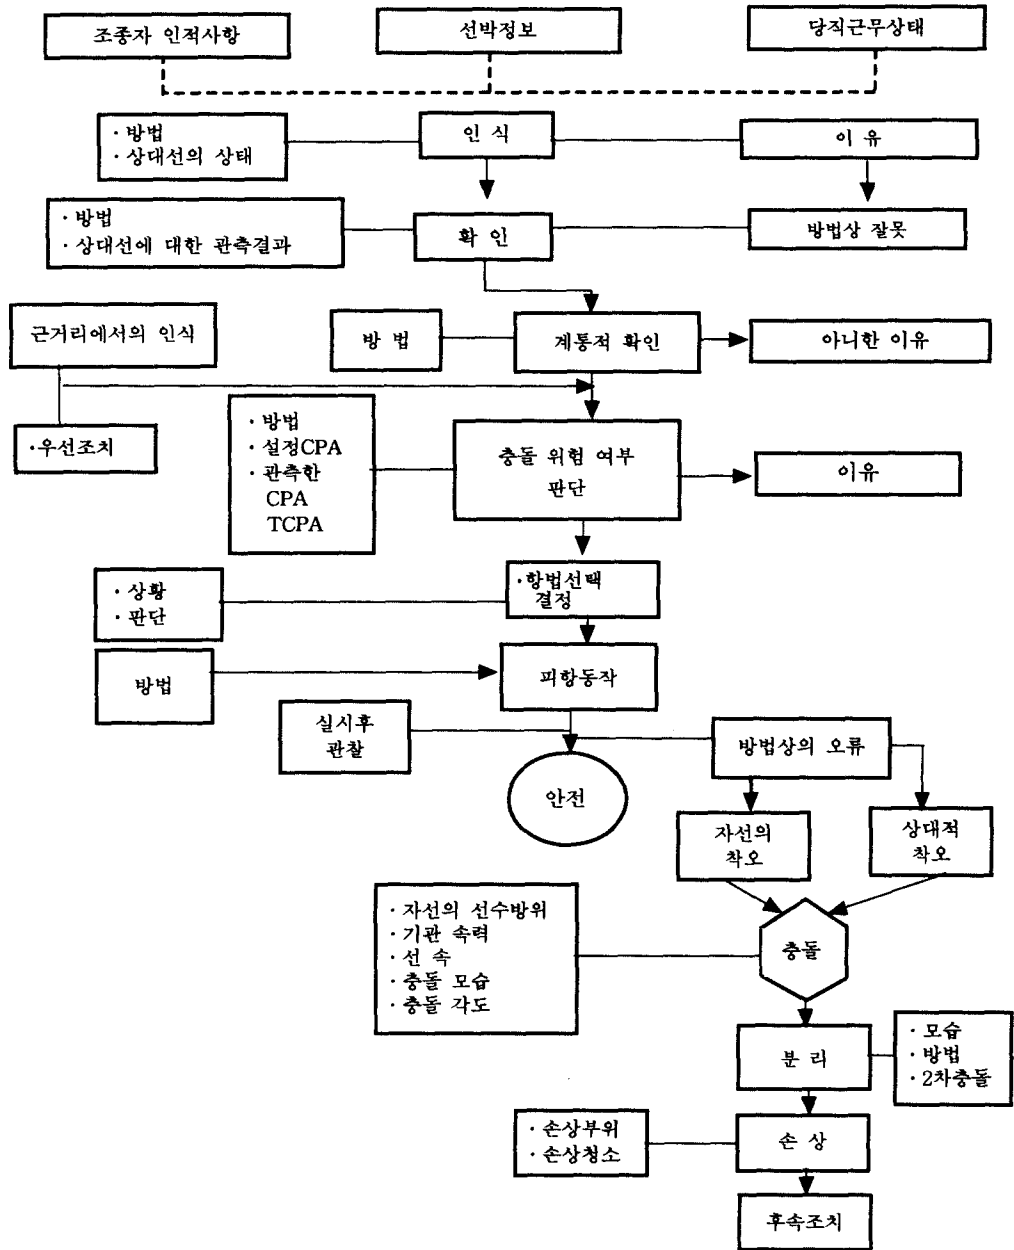 조종자 인적사항
선박정보
당직근무상태
· 방법
· 상대선의 상태
인 식
이 유
· 방법
· 상대선에 대한 관측결과
확 인
방법상 잘못
근거리에서의 인식
방 법
계통적 확인
아니한 이유
·우선조치
· 방법
· 설정CPA
· 관측한
CPA
TCPA
충돌 위험 여부
판단
이유
· 상황
· 판단
·항법선택
결정
방법
피항동작
실시후
관찰
방법상의 오류
안전
자선의
착오
상대적
착오
· 자선의 선수방위
· 기관 속력
· 선 속
· 충돌 모습
· 충돌 각도
충돌
분 리
· 모습
· 방법
· 2차충돌
· 손상부위
· 손상청소
손 상
후속조치